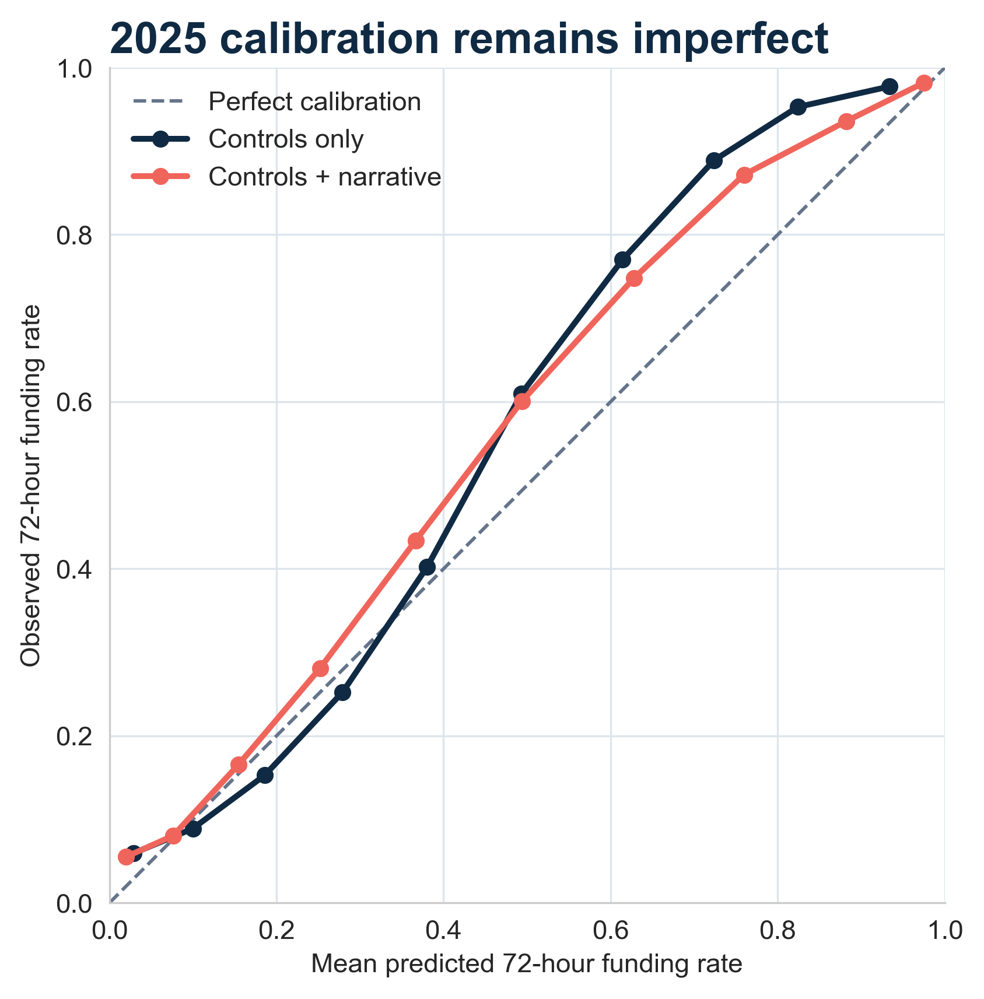 2025 calibration remains imperfect
Perfect calibration
Controls only
Controls + narrative
1.0
0.8
0.6
0.4
0.2
0.0
Observed 72-hour funding rate
0.0 0.2 0.4 0.6 0.8 1.0
Mean predicted 72-hour funding rate